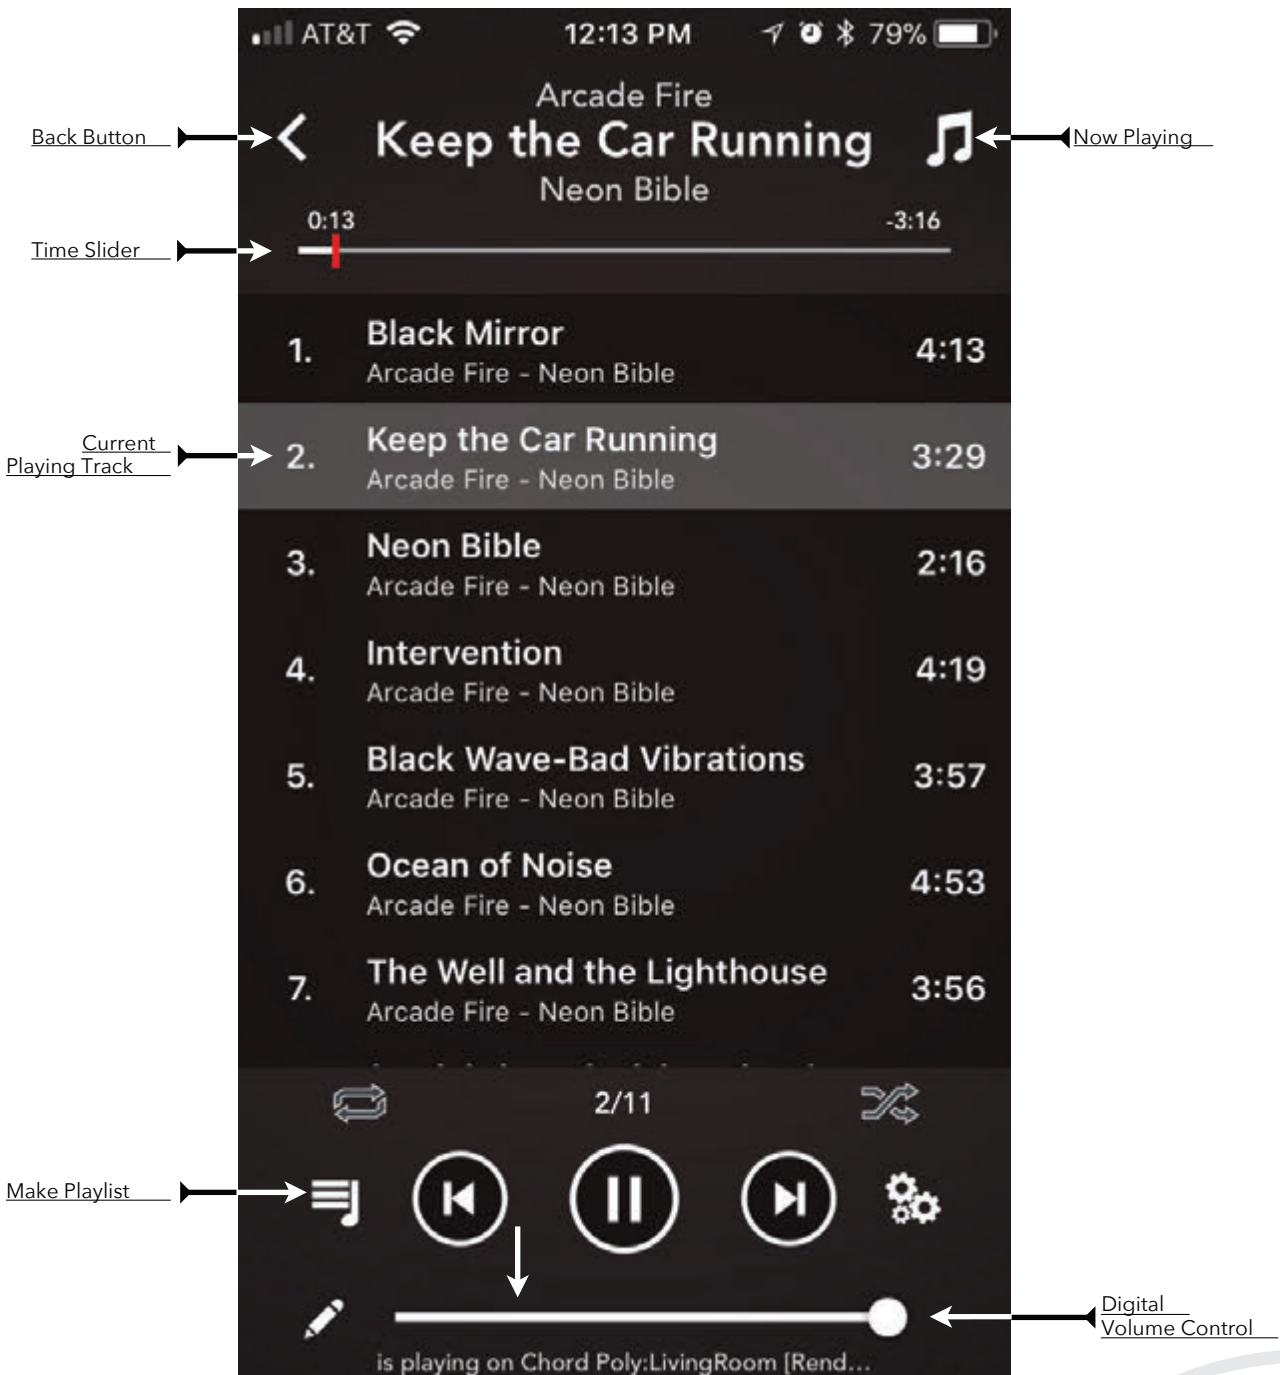 AT&T 12:13 PM 79%
Arcade Fire
Back Button Keep the Car Running Now Playing
Neon Bible
0:13 -3:16
Time Slider
1. Black Mirror 4:13
Arcade Fire - Neon Bible
Current
Playing Track
2. Keep the Car Running 3:29
Arcade Fire - Neon Bible
3. Neon Bible 2:16
Arcade Fire - Neon Bible
4. Intervention 4:19
Arcade Fire - Neon Bible
5. Black Wave-Bad Vibrations 3:57
Arcade Fire - Neon Bible
6. Ocean of Noise 4:53
Arcade Fire - Neon Bible
7. The Well and the Lighthouse 3:56
Arcade Fire - Neon Bible
2/11
Make Playlist
Digital
Volume Control
is playing on Chord Poly:LivingRoom [Rend...